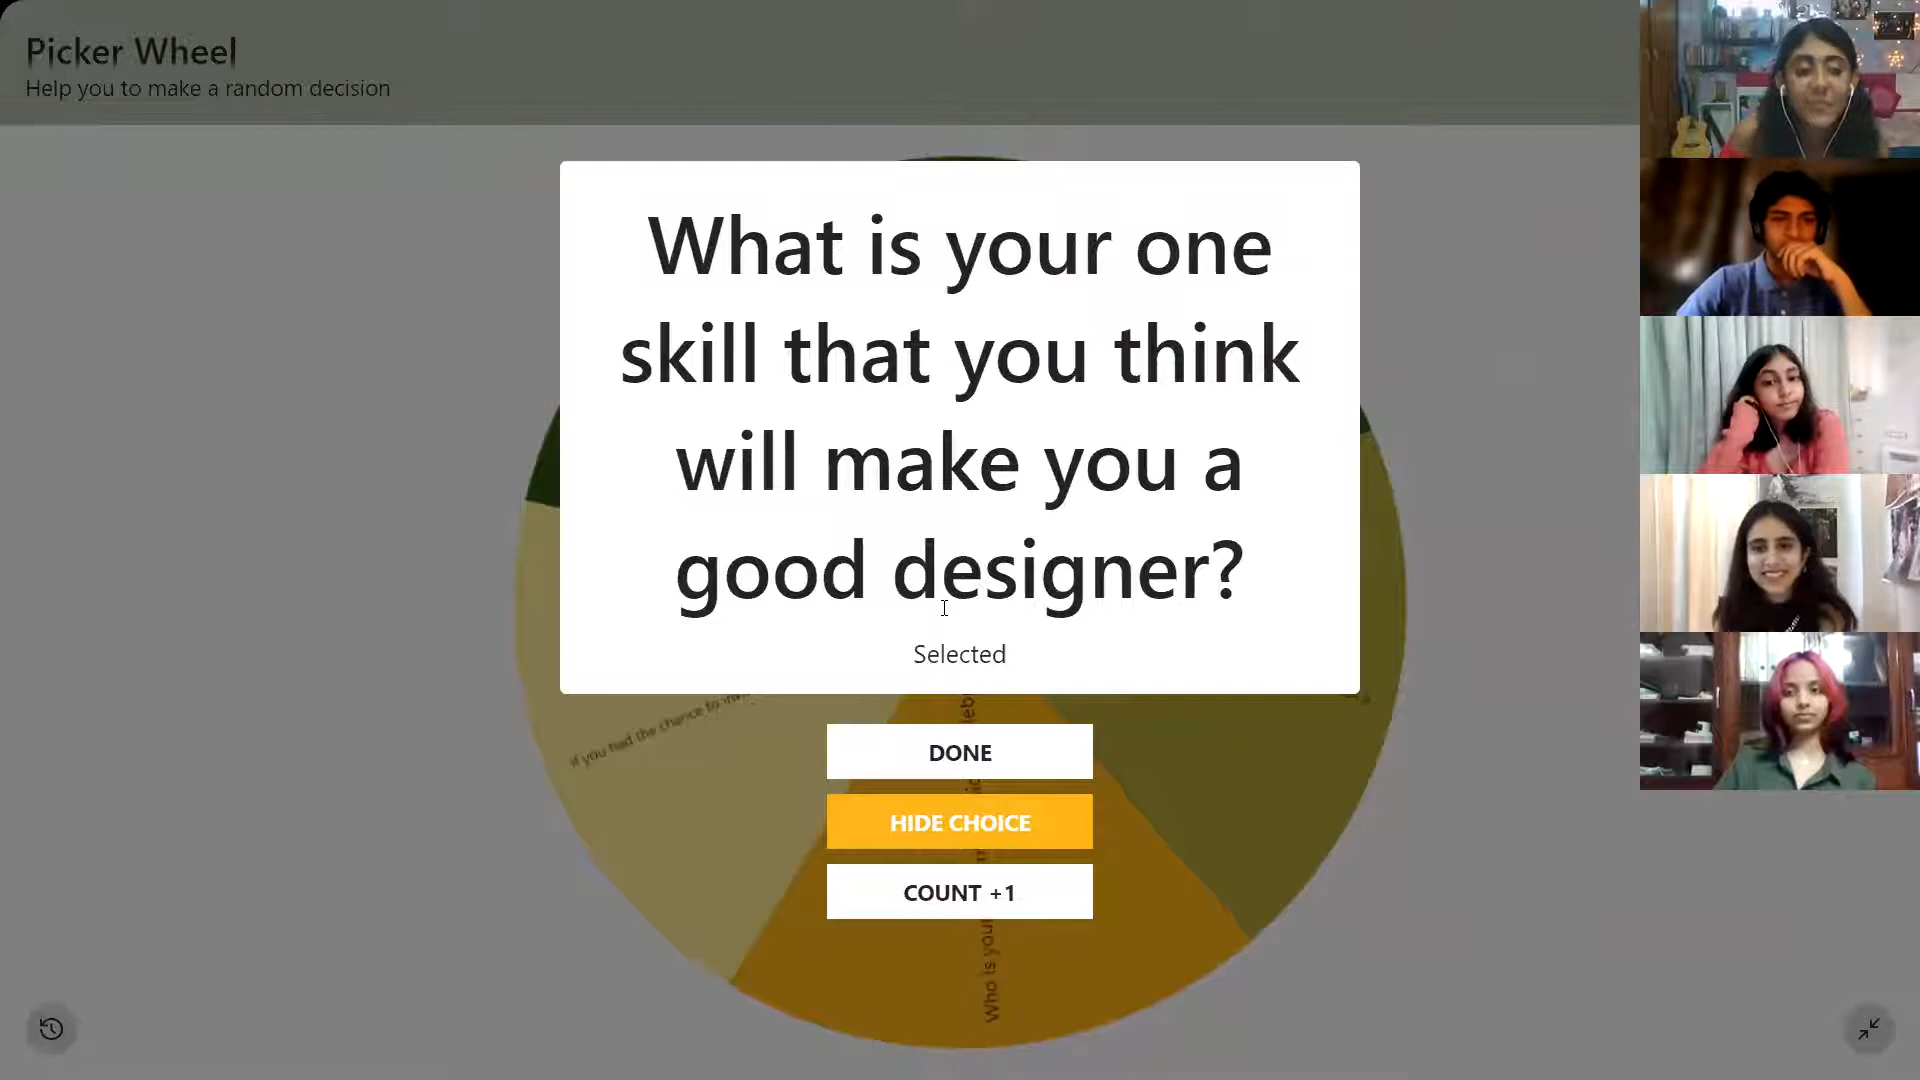 Picker Wheel
Help you to make a random decision
What is your one
skill that you think
will make you a
good designer?
Selected
If you had the chance to
DONE
HIDE CHOICE
COUNT +1
Who is your